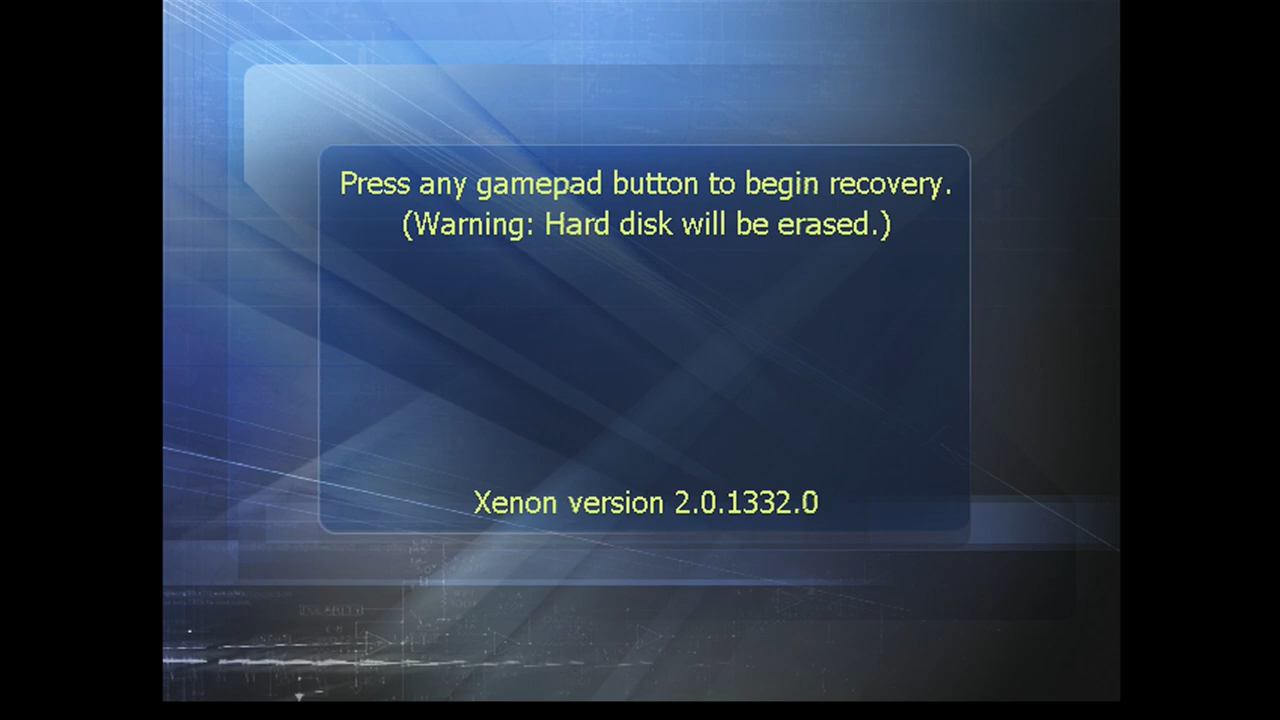 Press any gamepad button to begin recovery.
(Warning: Hard disk will be erased.)
Xenon version 2.0.1332.0